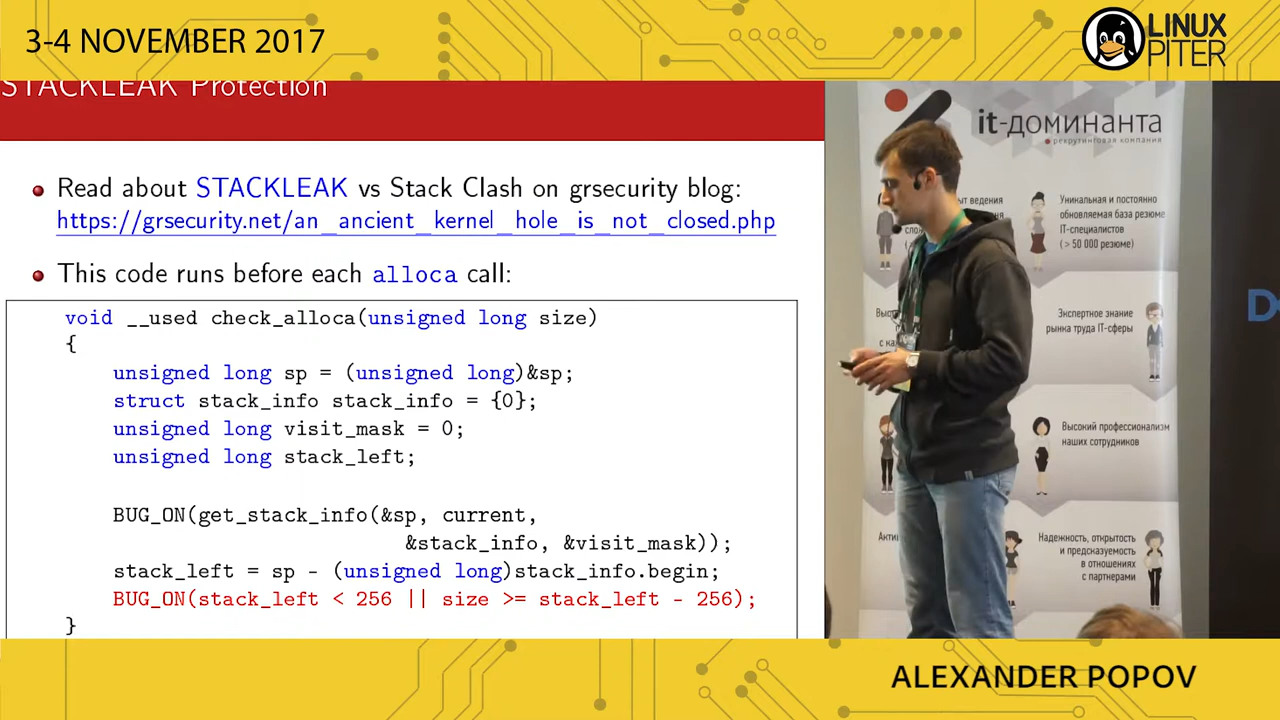 3-4 NOVEMBER 2017
LINUX
PITER
STACKLEAK Protection
Read about STACKLEAK vs Stack Clash on grsecurity blog:
https://grsecurity.net/an_ancient_kernel_hole_is_not_closed.php
This code runs before each alloca call:
void __used check_alloca(unsigned long size)
{
unsigned long sp = (unsigned long)&sp;
struct stack_info stack_info = {0};
unsigned long visit_mask = 0;
unsigned long stack_left;
BUG_ON(get_stack_info(&sp, current,
&stack_info, &visit_mask));
stack_left = sp - (unsigned long)stack_info.begin;
BUG_ON(stack_left < 256 || size >= stack_left - 256);
}
it-доминанта
рекрутинговая компания
ыт ведения
Уникальная и постоянно
обновляемая база резюме
IT-специалистов
( > 50 000 резюме)
Экспертное знание
рынка труда IT-сферы
Высокий профессионализм
наших сотрудников
Надежность, открытость
и предсказуемость
в отношениях
с партнерами
D
ALEXANDER POPOV